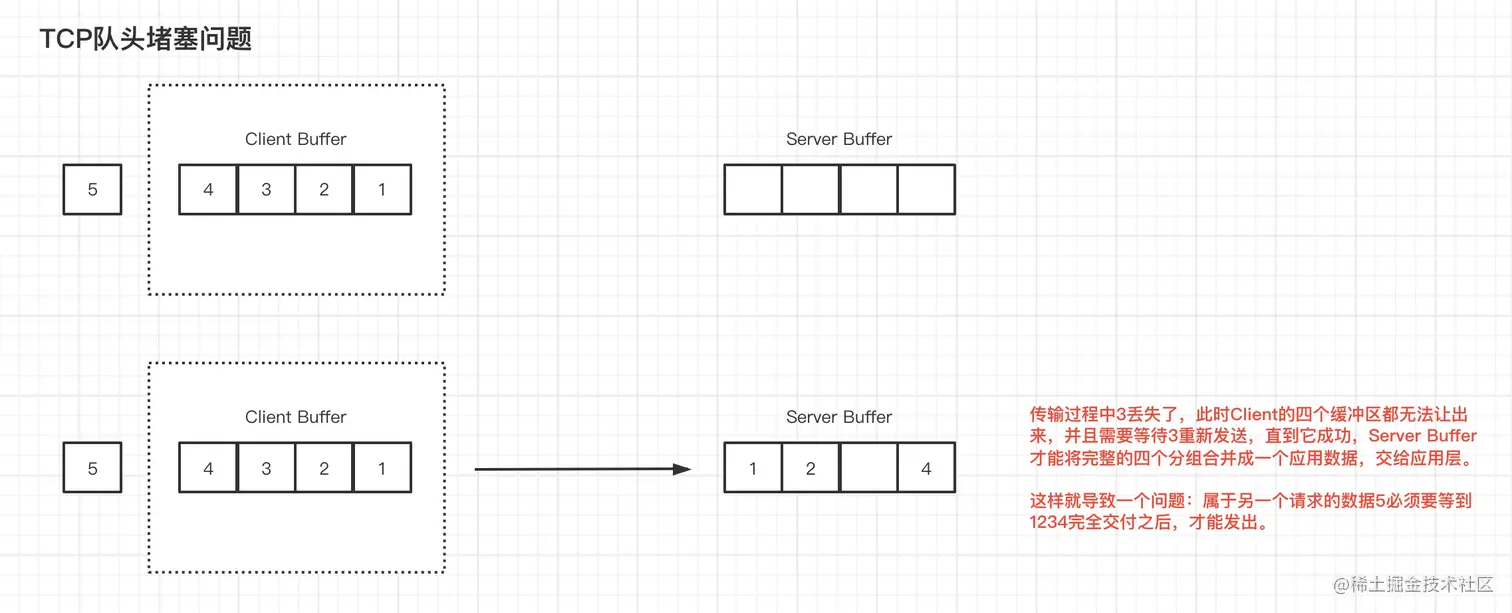 TCP队头堵塞问题
Client Buffer
Server Buffer
5
4 3 2 1
Client Buffer
Server Buffer
5
4 3 2 1
1 2 4
传输过程中3丢失了，此时Client的四个缓冲区都无法让出
来，并且需要等待3重新发送，直到它成功，Server Buffer
才能将完整的四个分组合并成一个应用数据，交给应用层。
这样就导致一个问题：属于另一个请求的数据5必须要等到
1234完全交付之后，才能发出。
@稀土掘金技术社区